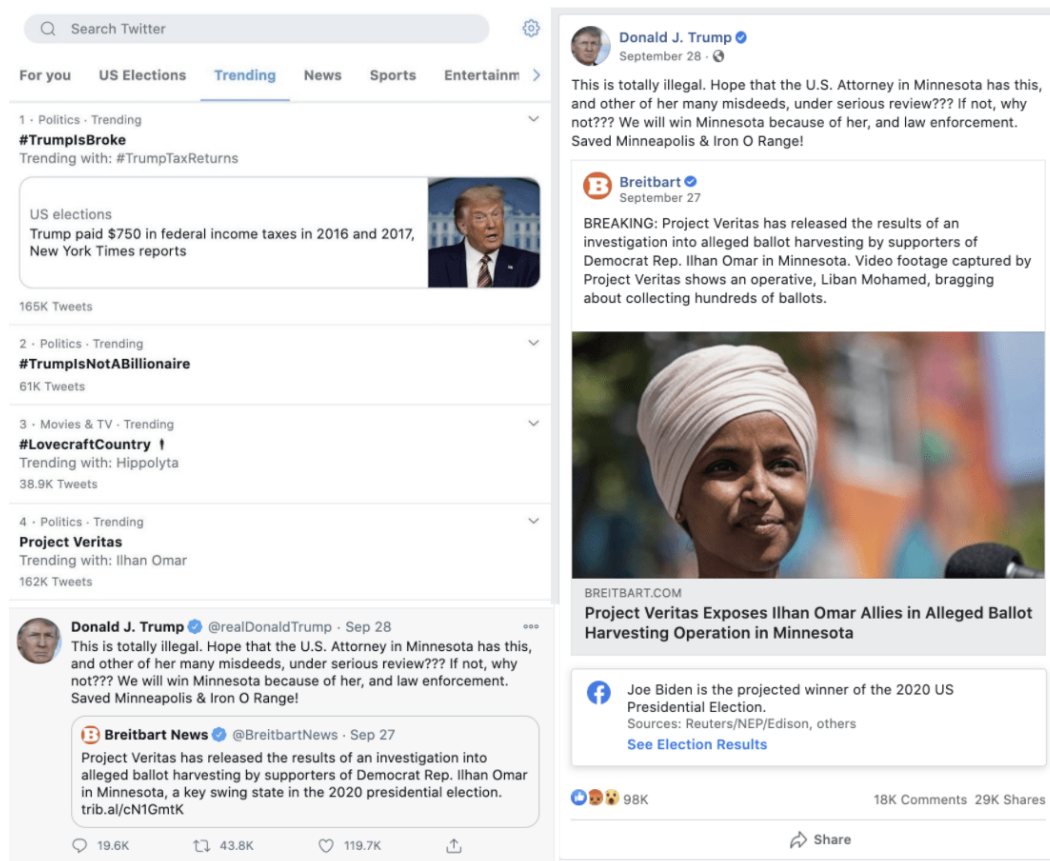 Search Twitter
For you US Elections Trending News Sports Entertainm
1 · Politics · Trending
#TrumpIsBroke
Trending with: #TrumpTaxReturns
US elections
Trump paid $750 in federal income taxes in 2016 and 2017,
New York Times reports
165K Tweets
2 · Politics · Trending
#TrumpIsNotABillionaire
61K Tweets
3 · Movies & TV · Trending
#LovecraftCountry
Trending with: Hippolyta
38.9K Tweets
4 · Politics · Trending
Project Veritas
Trending with: Ilhan Omar
162K Tweets
Donald J. Trump @realDonaldTrump · Sep 28
This is totally illegal. Hope that the U.S. Attorney in Minnesota has this,
and other of her many misdeeds, under serious review??? If not, why
not??? We will win Minnesota because of her, and law enforcement.
Saved Minneapolis & Iron O Range!
B Breitbart News @BreitbartNews · Sep 27
Project Veritas has released the results of an investigation into
alleged ballot harvesting by supporters of Democrat Rep. Ilhan Omar
in Minnesota, a key swing state in the 2020 presidential election.
trib.al/cN1GmtK
19.6K 43.8K 119.7K
Donald J. Trump
September 28 ·
This is totally illegal. Hope that the U.S. Attorney in Minnesota has this,
and other of her many misdeeds, under serious review??? If not, why
not??? We will win Minnesota because of her, and law enforcement.
Saved Minneapolis & Iron O Range!
B Breitbart
September 27
BREAKING: Project Veritas has released the results of an
investigation into alleged ballot harvesting by supporters of
Democrat Rep. Ilhan Omar in Minnesota. Video footage captured by
Project Veritas shows an operative, Liban Mohamed, bragging
about collecting hundreds of ballots.
BREITBART.COM
Project Veritas Exposes Ilhan Omar Allies in Alleged Ballot
Harvesting Operation in Minnesota
Joe Biden is the projected winner of the 2020 US
Presidential Election.
Sources: Reuters/NEP/Edison, others
See Election Results
98K 18K Comments 29K Shares
Share